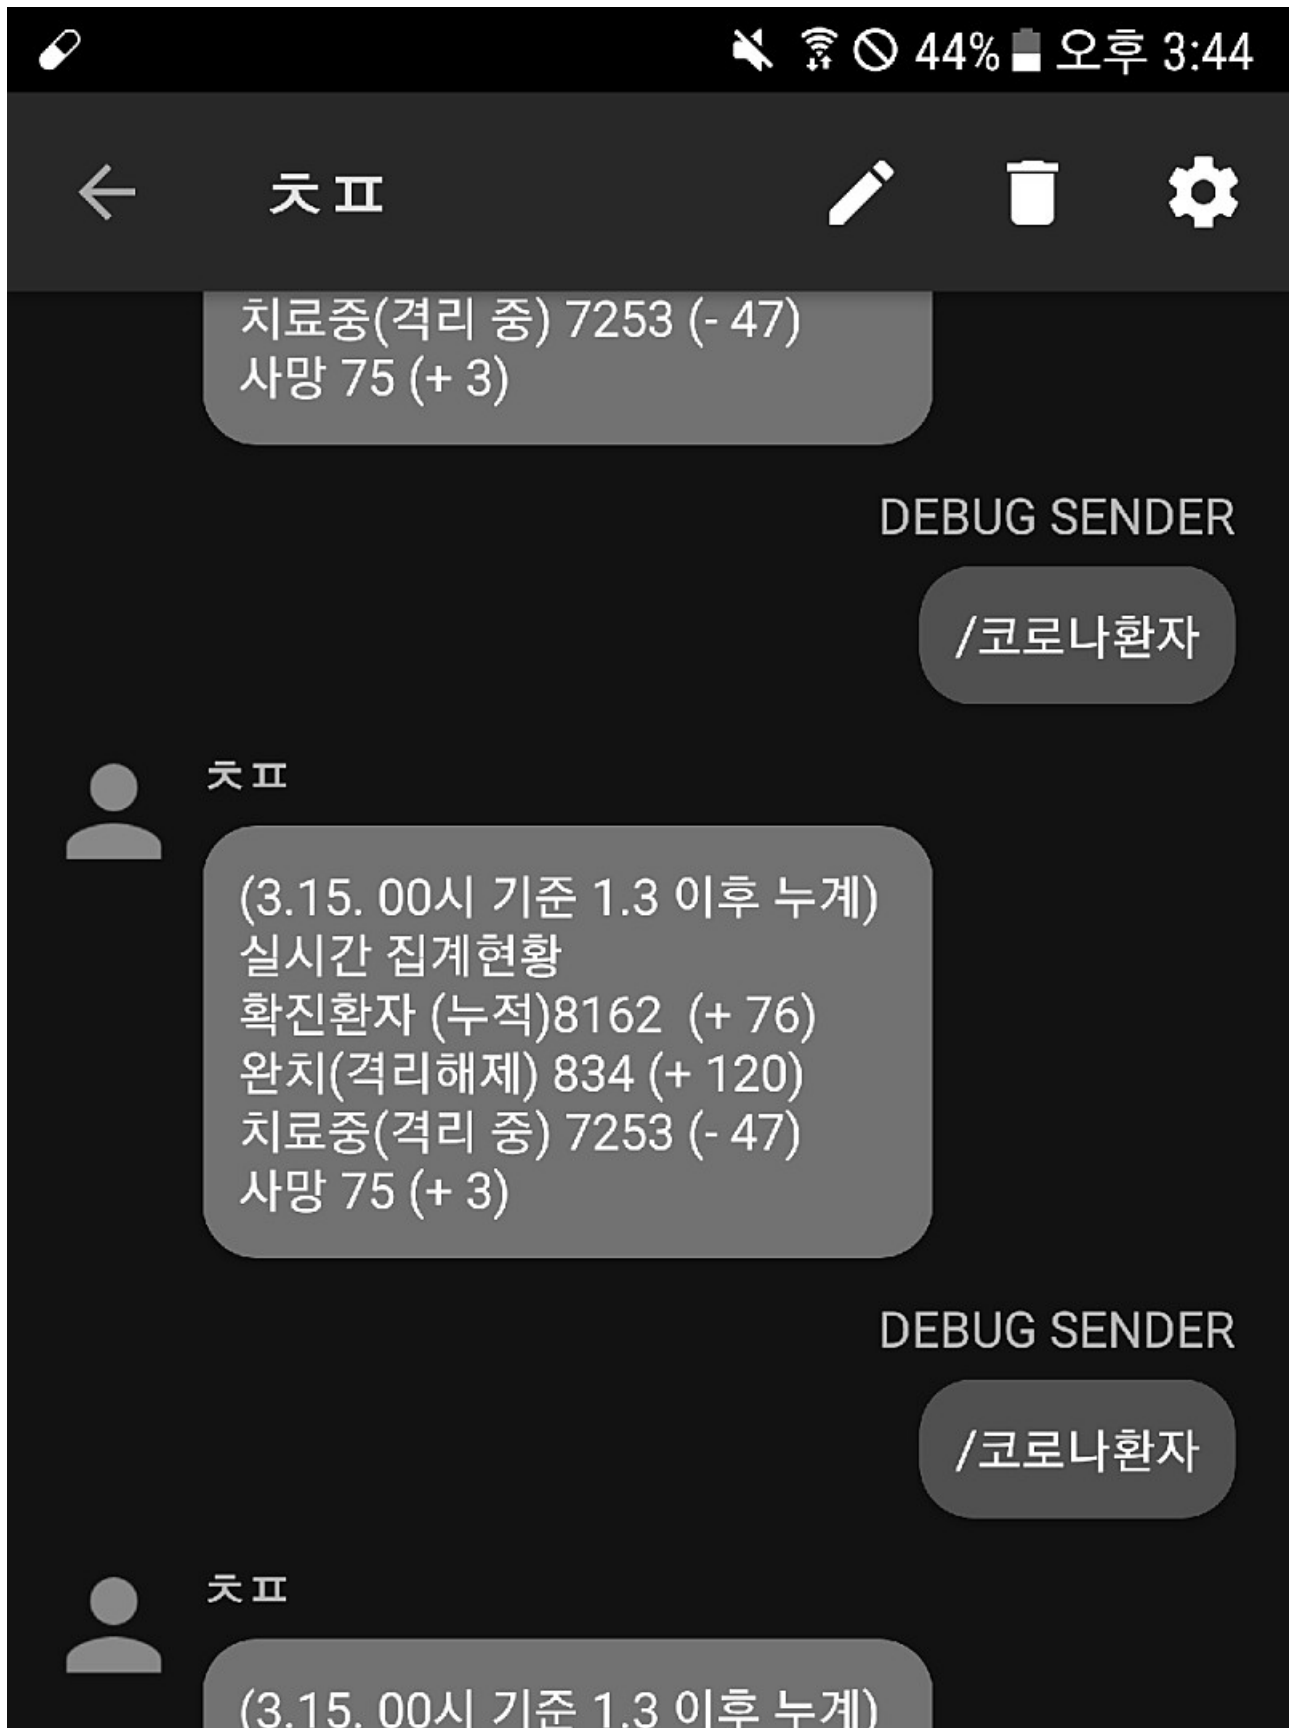 44% 오후 3:44
ㅊㅍ
치료중(격리 중) 7253 (- 47)
사망 75 (+ 3)
DEBUG SENDER
/코로나환자
ㅊㅍ
(3.15. 00시 기준 1.3 이후 누계)
실시간 집계현황
확진환자 (누적)8162  (+ 76)
완치(격리해제) 834 (+ 120)
치료중(격리 중) 7253 (- 47)
사망 75 (+ 3)
DEBUG SENDER
/코로나환자
ㅊㅍ
(3.15. 00시 기준 1.3 이후 누계)